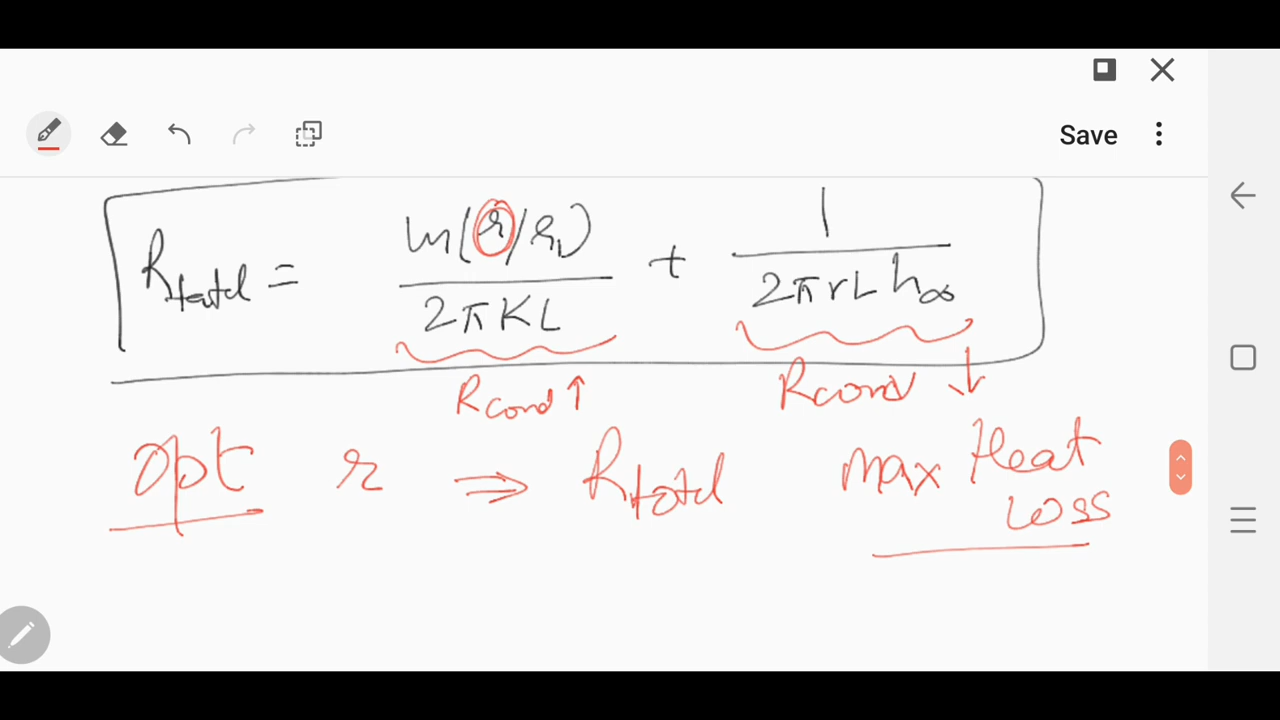 Save
R_total = ln(r/r₁)/2πKL + 1/2πrLh∞
Rcond ↑ Rconv ↓
opt r ⇒ R_total max Heat
Loss